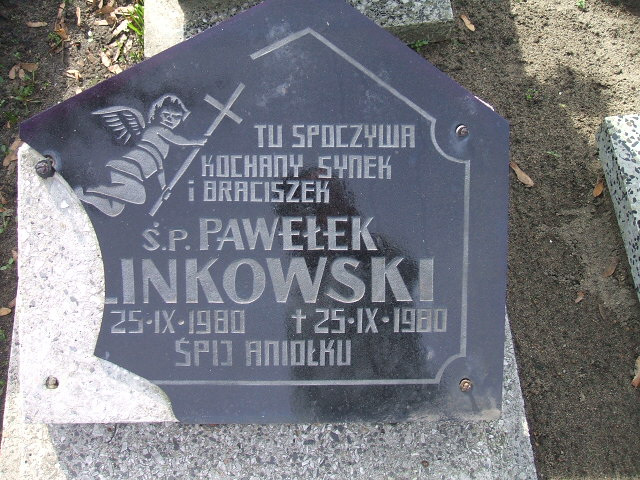 TU SPOCZYWA
KOCHANY SYNEK
i BRACISZEK
Ś.P. PAWEŁEK
LINKOWSKI
25·IX·1980 ✝ 25·IX·1980
ŚPIJ ANIOŁKU